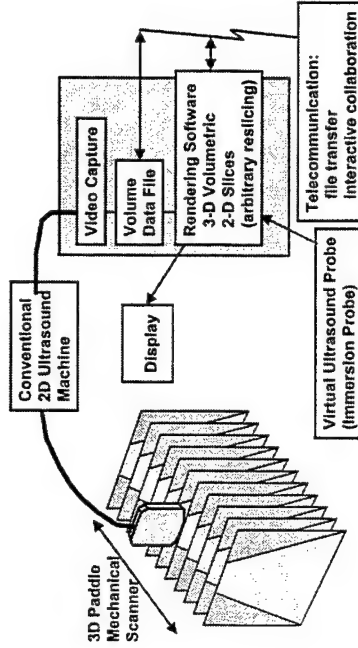 3D Paddle
Mechanical
Scanner
Conventional
2D Ultrasound
Machine
Display
Video Capture
Volume
Data File
Rendering Software
3-D Volumetric
2-D Slices
(arbitrary reslicing)
Virtual Ultrasound Probe
(Immersion Probe)
Telecommunication:
file transfer
interactive collaboration